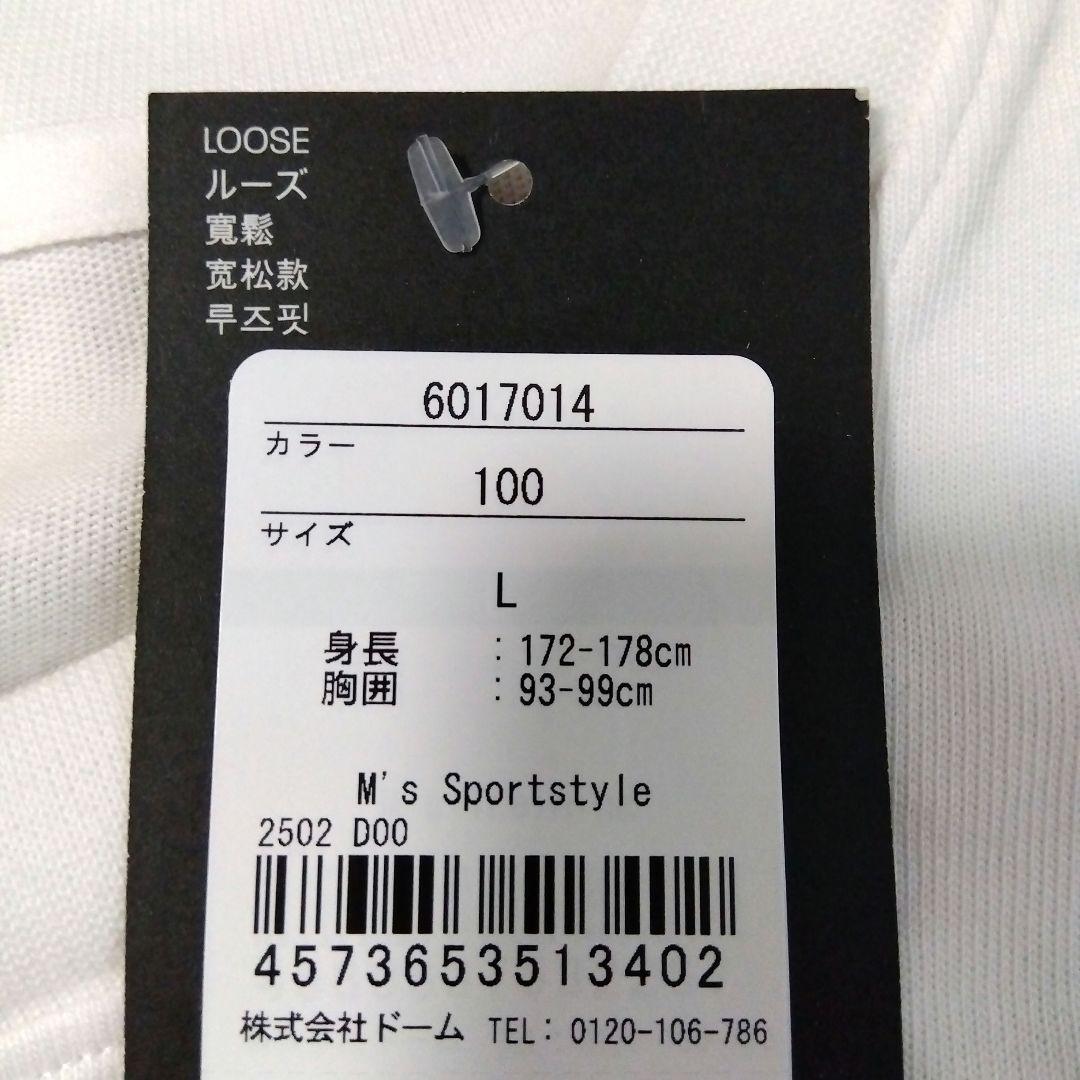 LOOSE
ルーズ
寬鬆
宽松款
루즈핏
6017014
カラー
100
サイズ
L
身長 : 172-178cm
胸囲 : 93-99cm
M's Sportstyle
2502 D00
4573653513402
株式会社ドーム TEL: 0120-106-786